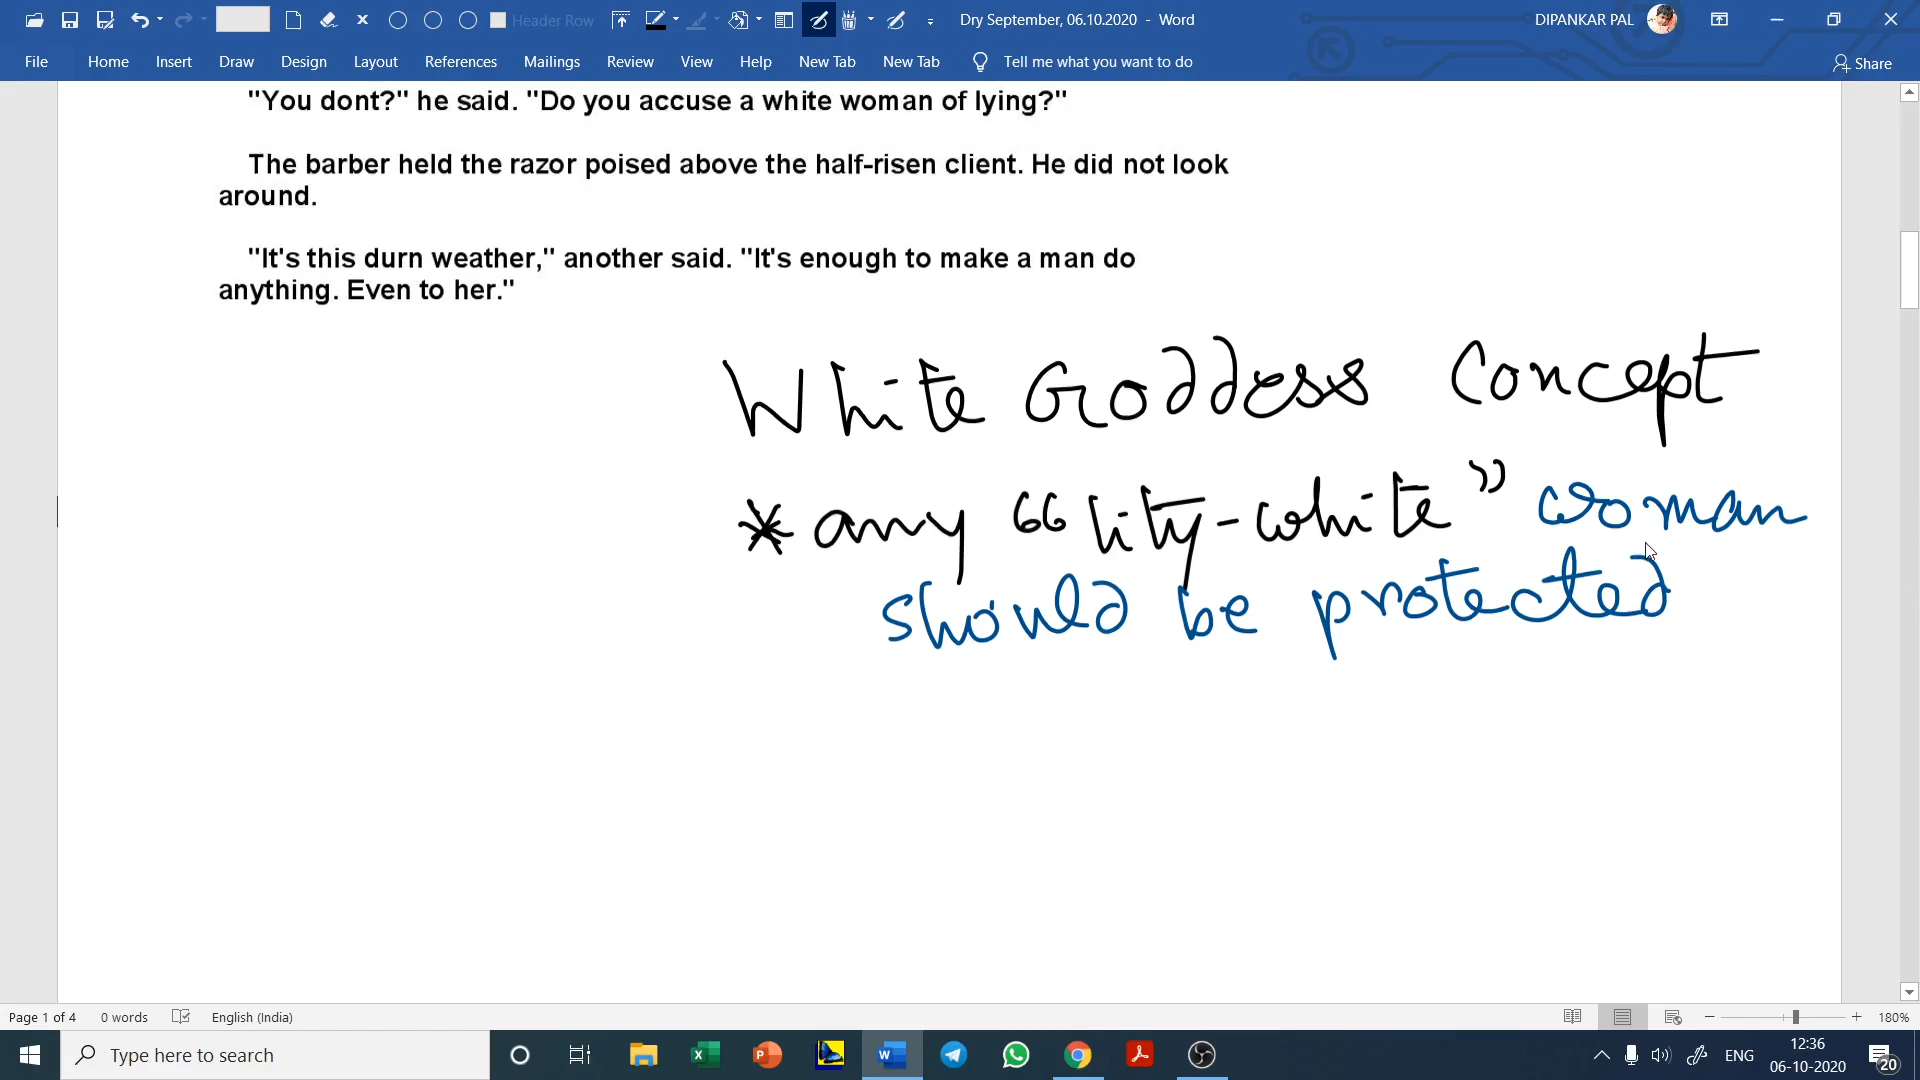 Header Row
Dry September, 06.10.2020 - Word
DIPANKAR PAL
File Home Insert Draw Design Layout References Mailings Review View Help New Tab New Tab Tell me what you want to do Share
"You dont?" he said. "Do you accuse a white woman of lying?"
The barber held the razor poised above the half-risen client. He did not look
around.
"It's this durn weather," another said. "It's enough to make a man do
anything. Even to her."
White Goddess Concept
* any "lity-white" woman
should be protected
Page 1 of 4 0 words English (India) 180%
Type here to search
ENG
12:36
06-10-2020
20